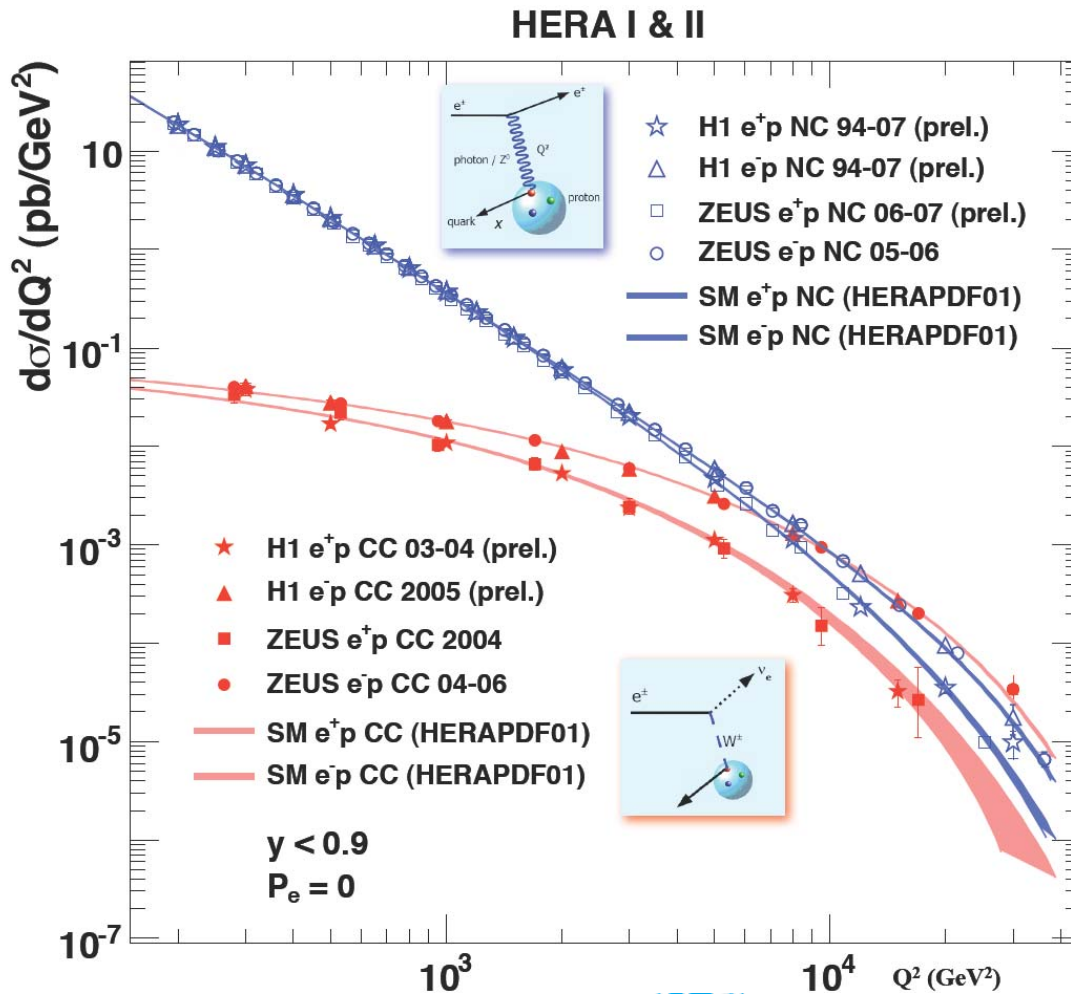 HERA I & II
dσ/dQ² (pb/GeV²)
10
10⁻¹
10⁻³
10⁻⁵
10⁻⁷
e±
e±
photon / Z⁰
Q²
proton
quark
x
H1 e⁺p NC 94-07 (prel.)
H1 e⁻p NC 94-07 (prel.)
ZEUS e⁺p NC 06-07 (prel.)
ZEUS e⁻p NC 05-06
SM e⁺p NC (HERAPDF01)
SM e⁻p NC (HERAPDF01)
H1 e⁺p CC 03-04 (prel.)
H1 e⁻p CC 2005 (prel.)
ZEUS e⁺p CC 2004
ZEUS e⁻p CC 04-06
SM e⁺p CC (HERAPDF01)
SM e⁻p CC (HERAPDF01)
y < 0.9
Pₑ = 0
e±
νₑ
W±
10³
10⁴
Q² (GeV²)